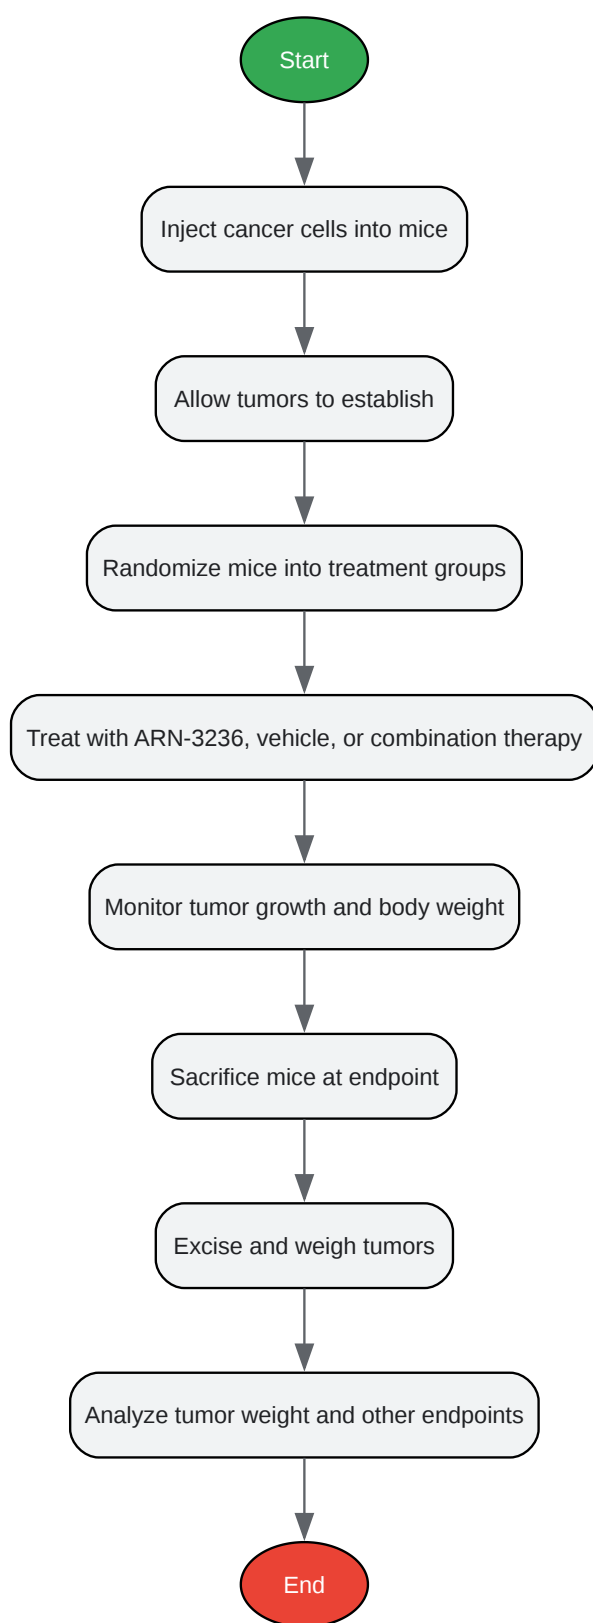 Start
Inject cancer cells into mice
Allow tumors to establish
Randomize mice into treatment groups
Treat with ARN-3236, vehicle, or combination therapy
Monitor tumor growth and body weight
Sacrifice mice at endpoint
Excise and weigh tumors
Analyze tumor weight and other endpoints
End